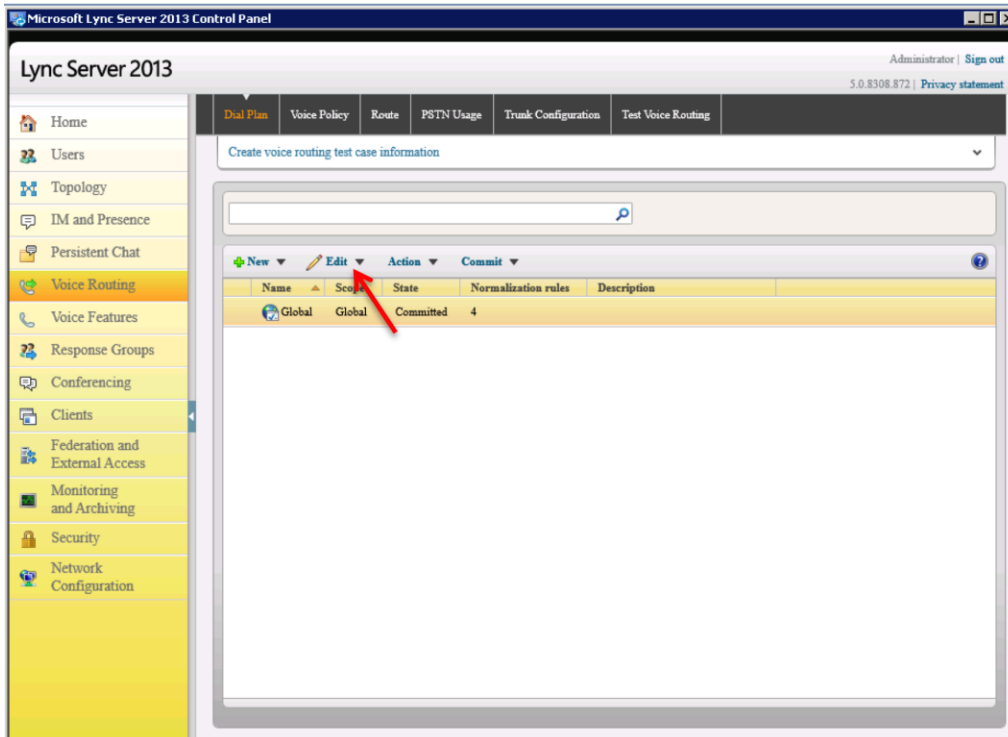 Microsoft Lync Server 2013 Control Panel
Lync Server 2013
Administrator | Sign out
5.0.8308.872 | Privacy statement
Home
Users
Topology
IM and Presence
Persistent Chat
Voice Routing
Voice Features
Response Groups
Conferencing
Clients
Federation and
External Access
Monitoring
and Archiving
Security
Network
Configuration
Dial Plan Voice Policy Route PSTN Usage Trunk Configuration Test Voice Routing
Create voice routing test case information
New Edit Action Commit
Name Scope State Normalization rules Description
Global Global Committed 4